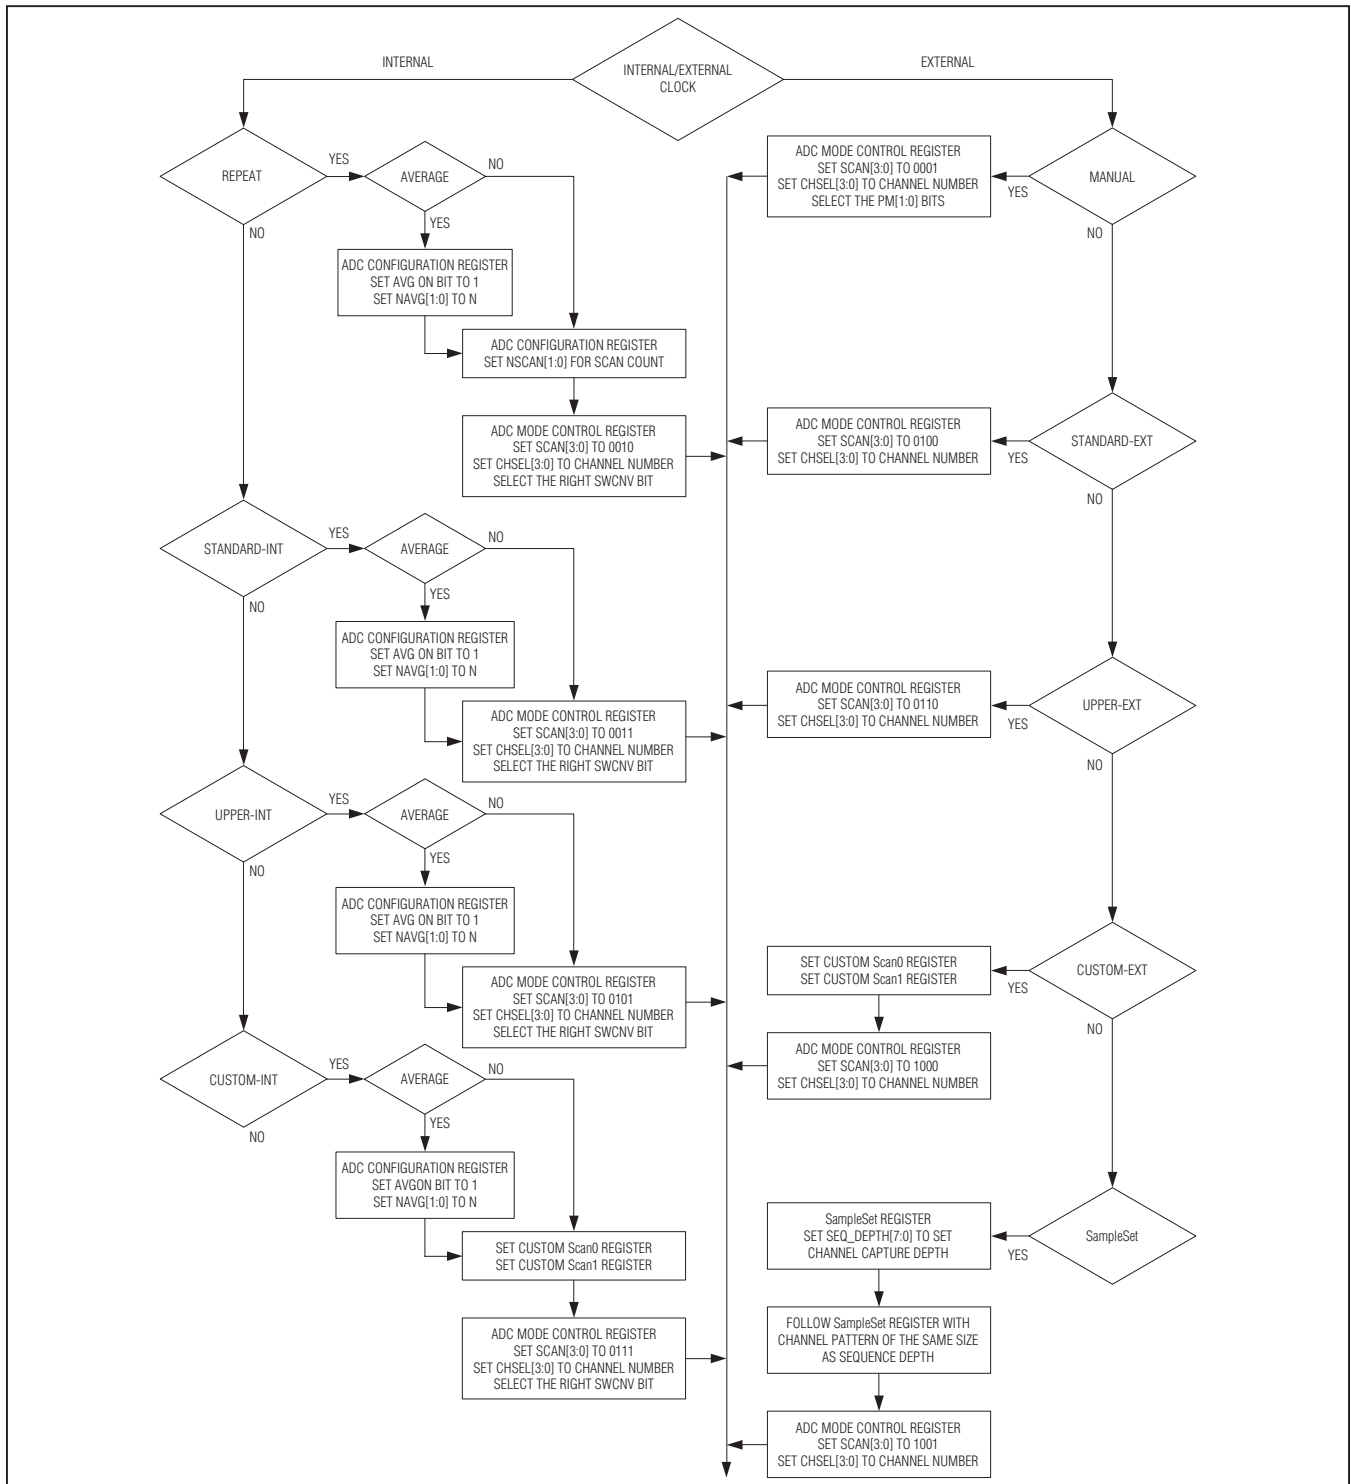 INTERNAL
INTERNAL/EXTERNAL
CLOCK
EXTERNAL
REPEAT
YES
AVERAGE
NO
YES
NO
ADC CONFIGURATION REGISTER
SET AVG ON BIT TO 1
SET NAVG[1:0] TO N
ADC CONFIGURATION REGISTER
SET NSCAN[1:0] FOR SCAN COUNT
ADC MODE CONTROL REGISTER
SET SCAN[3:0] TO 0010
SET CHSEL[3:0] TO CHANNEL NUMBER
SELECT THE RIGHT SWCNV BIT
STANDARD-INT
YES
AVERAGE
NO
YES
NO
ADC CONFIGURATION REGISTER
SET AVG ON BIT TO 1
SET NAVG[1:0] TO N
ADC MODE CONTROL REGISTER
SET SCAN[3:0] TO 0011
SET CHSEL[3:0] TO CHANNEL NUMBER
SELECT THE RIGHT SWCNV BIT
UPPER-INT
YES
AVERAGE
NO
YES
NO
ADC CONFIGURATION REGISTER
SET AVG ON BIT TO 1
SET NAVG[1:0] TO N
ADC MODE CONTROL REGISTER
SET SCAN[3:0] TO 0101
SET CHSEL[3:0] TO CHANNEL NUMBER
SELECT THE RIGHT SWCNV BIT
CUSTOM-INT
YES
AVERAGE
NO
YES
NO
ADC CONFIGURATION REGISTER
SET AVGON BIT TO 1
SET NAVG[1:0] TO N
SET CUSTOM Scan0 REGISTER
SET CUSTOM Scan1 REGISTER
ADC MODE CONTROL REGISTER
SET SCAN[3:0] TO 0111
SET CHSEL[3:0] TO CHANNEL NUMBER
SELECT THE RIGHT SWCNV BIT
ADC MODE CONTROL REGISTER
SET SCAN[3:0] TO 0001
SET CHSEL[3:0] TO CHANNEL NUMBER
SELECT THE PM[1:0] BITS
YES
MANUAL
NO
ADC MODE CONTROL REGISTER
SET SCAN[3:0] TO 0100
SET CHSEL[3:0] TO CHANNEL NUMBER
YES
STANDARD-EXT
NO
ADC MODE CONTROL REGISTER
SET SCAN[3:0] TO 0110
SET CHSEL[3:0] TO CHANNEL NUMBER
YES
UPPER-EXT
NO
SET CUSTOM Scan0 REGISTER
SET CUSTOM Scan1 REGISTER
YES
CUSTOM-EXT
NO
ADC MODE CONTROL REGISTER
SET SCAN[3:0] TO 1000
SET CHSEL[3:0] TO CHANNEL NUMBER
SampleSet REGISTER
SET SEQ_DEPTH[7:0] TO SET
CHANNEL CAPTURE DEPTH
YES
SampleSet
FOLLOW SampleSet REGISTER WITH
CHANNEL PATTERN OF THE SAME SIZE
AS SEQUENCE DEPTH
ADC MODE CONTROL REGISTER
SET SCAN[3:0] TO 1001
SET CHSEL[3:0] TO CHANNEL NUMBER